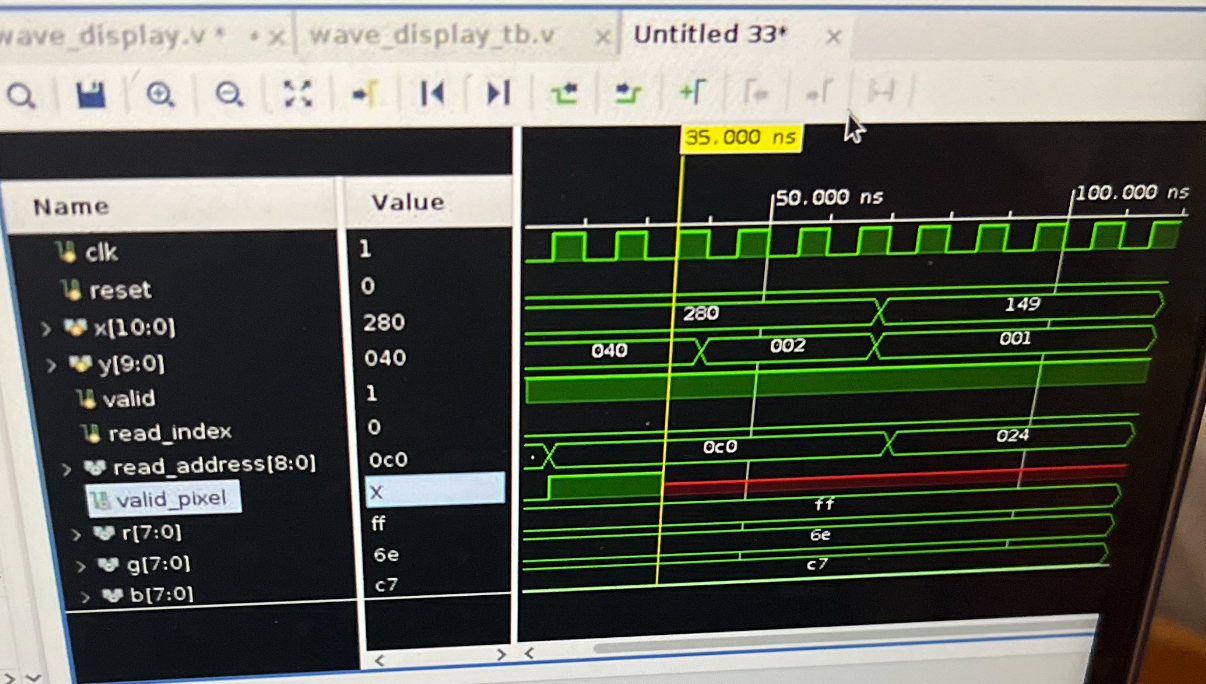 wave_display.v * wave_display_tb.v Untitled 33*
35.000 ns
Name Value
50.000 ns 100.000 ns
clk 1
reset 0
x[10:0] 280 280 149
y[9:0] 040 040 002 001
valid 1
read_index 0
read_address[8:0] 0c0 0c0 024
valid_pixel X
r[7:0] ff ff
g[7:0] 6e 6e
b[7:0] c7 c7